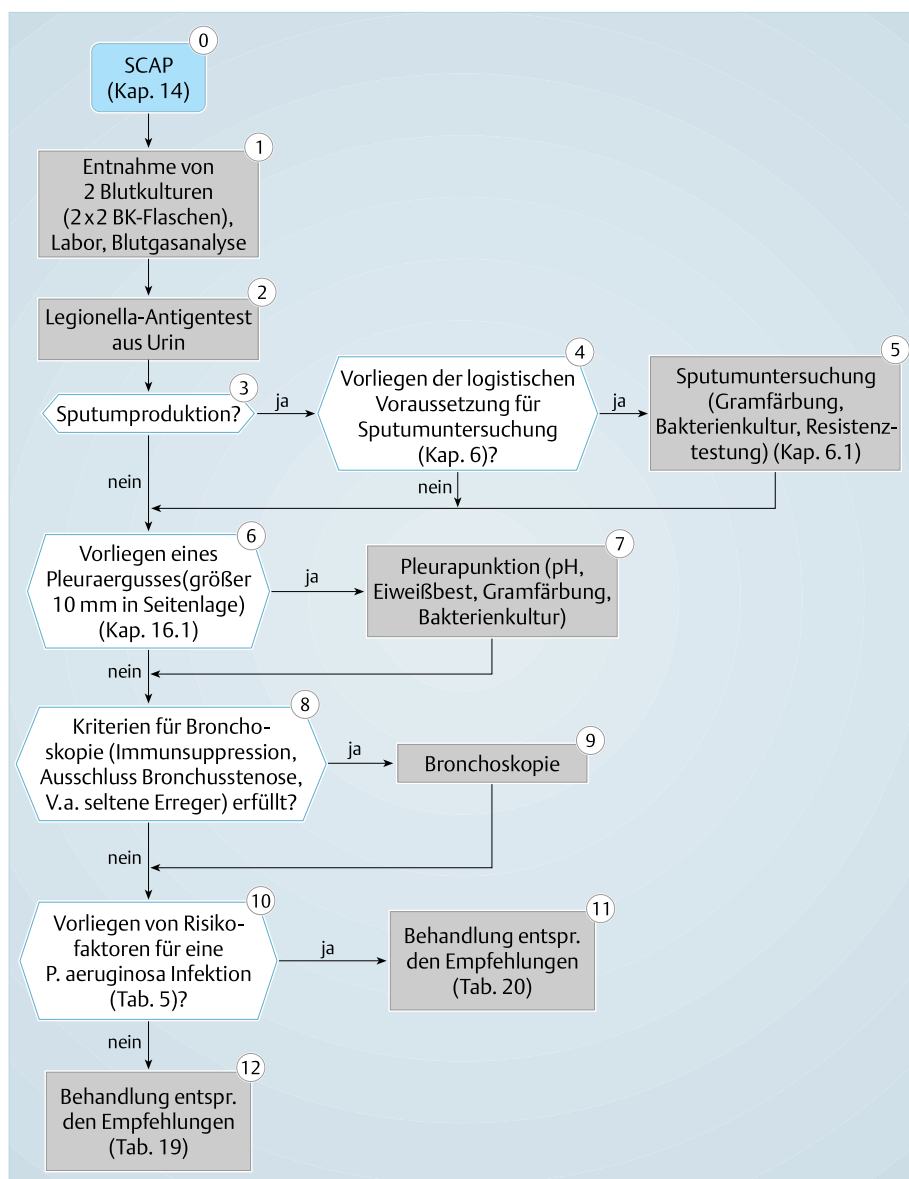 0
SCAP
(Kap. 14)
1
Entnahme von
2 Blutkulturen
(2x2 BK-Flaschen),
Labor, Blutgasanalyse
2
Legionella-Antigentest
aus Urin
3
Sputumproduktion?
ja
4
Vorliegen der logistischen
Voraussetzung für
Sputumuntersuchung
(Kap. 6)?
ja
5
Sputumuntersuchung
(Gramfärbung,
Bakterienkultur, Resistenz-
testung) (Kap. 6.1)
nein
nein
6
Vorliegen eines
Pleuraergusses(größer
10 mm in Seitenlage)
(Kap. 16.1)
ja
7
Pleurapunktion (pH,
Eiweißbest, Gramfärbung,
Bakterienkultur)
nein
8
Kriterien für Broncho-
skopie (Immunsuppression,
Ausschluss Bronchusstenose,
V.a. seltene Erreger) erfüllt?
ja
9
Bronchoskopie
nein
10
Vorliegen von Risiko-
faktoren für eine
P. aeruginosa Infektion
(Tab. 5)?
ja
11
Behandlung entspr.
den Empfehlungen
(Tab. 20)
nein
12
Behandlung entspr.
den Empfehlungen
(Tab. 19)